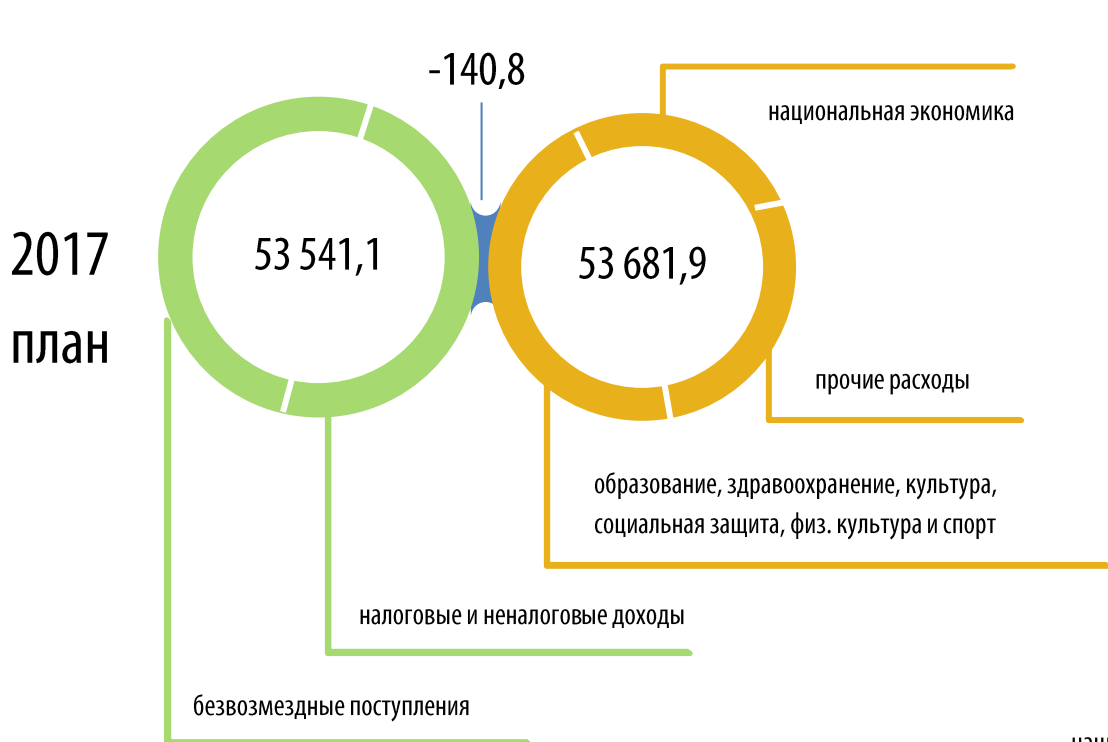 -140,8
национальная экономика
53 541,1
53 681,9
2017
план
прочие расходы
образование, здравоохранение, культура,
социальная защита, физ. культура и спорт
налоговые и неналоговые доходы
безвозмездные поступления